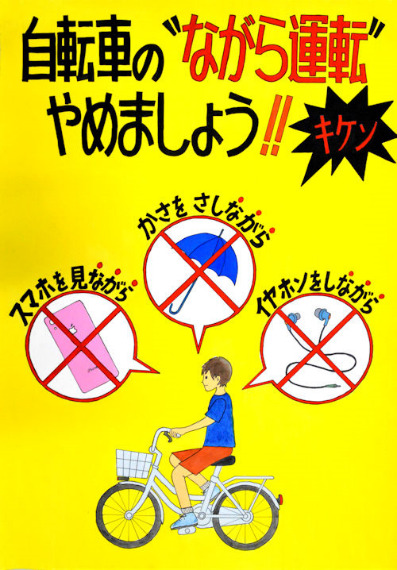 自転車の"ながら運転"
やめましょう!!
キケン
かさをさしながら
スマホを見ながら
イヤホンをしながら